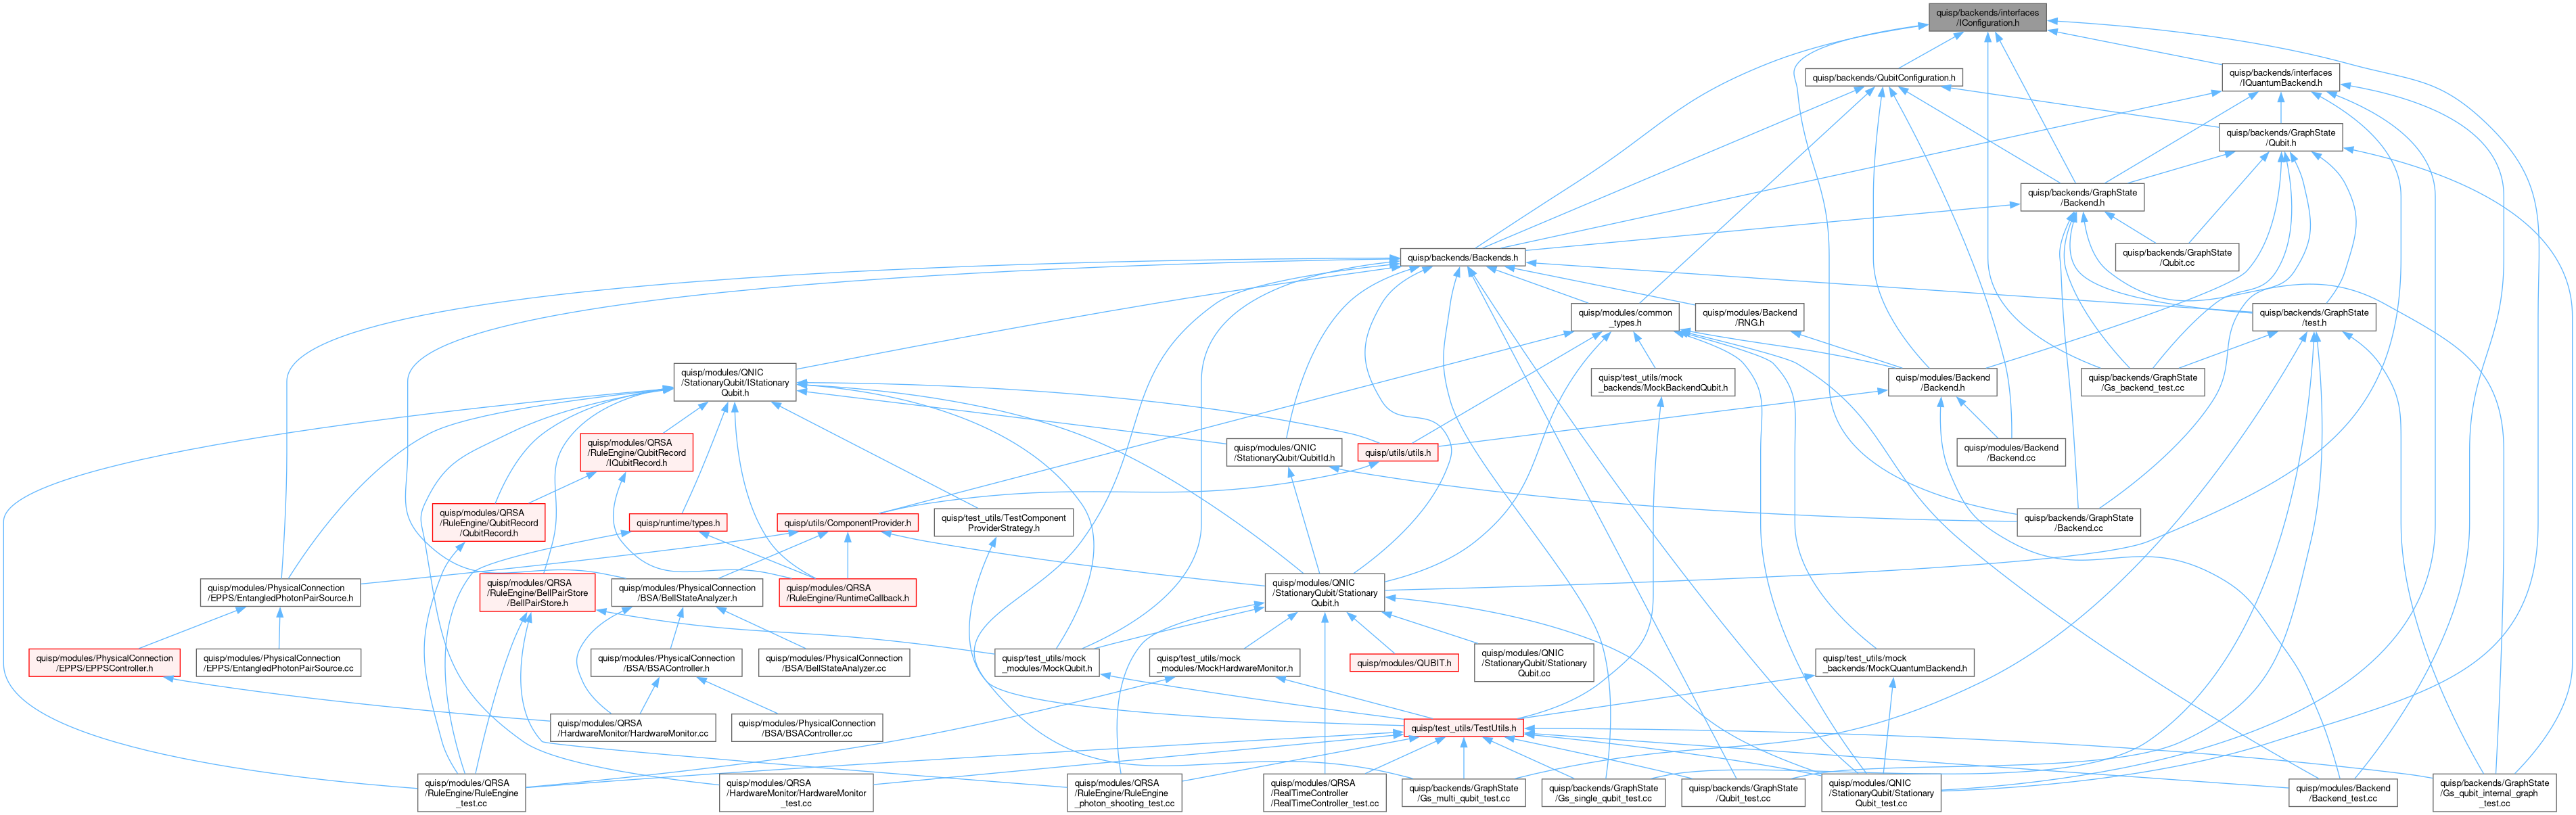 quisp/backends/interfaces
/IConfiguration.h
quisp/backends/QubitConfiguration.h
quisp/backends/interfaces
/IQuantumBackend.h
quisp/backends/GraphState
/Qubit.h
quisp/backends/GraphState
/Backend.h
quisp/backends/Backends.h
quisp/backends/GraphState
/Qubit.cc
quisp/modules/common
_types.h
quisp/modules/Backend
/RNG.h
quisp/backends/GraphState
/test.h
quisp/modules/QNIC
/StationaryQubit/IStationary
Qubit.h
quisp/test_utils/mock
_backends/MockBackendQubit.h
quisp/modules/Backend
/Backend.h
quisp/backends/GraphState
/Gs_backend_test.cc
quisp/modules/QRSA
/RuleEngine/QubitRecord
/IQubitRecord.h
quisp/modules/QNIC
/StationaryQubit/QubitId.h
quisp/utils/utils.h
quisp/modules/Backend
/Backend.cc
quisp/modules/QRSA
/RuleEngine/QubitRecord
/QubitRecord.h
quisp/runtime/types.h
quisp/utils/ComponentProvider.h
quisp/test_utils/TestComponent
ProviderStrategy.h
quisp/backends/GraphState
/Backend.cc
quisp/modules/PhysicalConnection
/EPPS/EntangledPhotonPairSource.h
quisp/modules/QRSA
/RuleEngine/BellPairStore
/BellPairStore.h
quisp/modules/PhysicalConnection
/BSA/BellStateAnalyzer.h
quisp/modules/QRSA
/RuleEngine/RuntimeCallback.h
quisp/modules/QNIC
/StationaryQubit/Stationary
Qubit.h
quisp/modules/PhysicalConnection
/EPPS/EPPSController.h
quisp/modules/PhysicalConnection
/EPPS/EntangledPhotonPairSource.cc
quisp/modules/PhysicalConnection
/BSA/BSAController.h
quisp/modules/PhysicalConnection
/BSA/BellStateAnalyzer.cc
quisp/test_utils/mock
_modules/MockQubit.h
quisp/test_utils/mock
_modules/MockHardwareMonitor.h
quisp/modules/QUBIT.h
quisp/modules/QNIC
/StationaryQubit/Stationary
Qubit.cc
quisp/test_utils/mock
_backends/MockQuantumBackend.h
quisp/modules/QRSA
/HardwareMonitor/HardwareMonitor.cc
quisp/modules/PhysicalConnection
/BSA/BSAController.cc
quisp/test_utils/TestUtils.h
quisp/modules/QRSA
/RuleEngine/RuleEngine
_test.cc
quisp/modules/QRSA
/HardwareMonitor/HardwareMonitor
_test.cc
quisp/modules/QRSA
/RuleEngine/RuleEngine
_photon_shooting_test.cc
quisp/modules/QRSA
/RealTimeController
/RealTimeController_test.cc
quisp/backends/GraphState
/Gs_multi_qubit_test.cc
quisp/backends/GraphState
/Gs_single_qubit_test.cc
quisp/backends/GraphState
/Qubit_test.cc
quisp/modules/QNIC
/StationaryQubit/Stationary
Qubit_test.cc
quisp/modules/Backend
/Backend_test.cc
quisp/backends/GraphState
/Gs_qubit_internal_graph
_test.cc